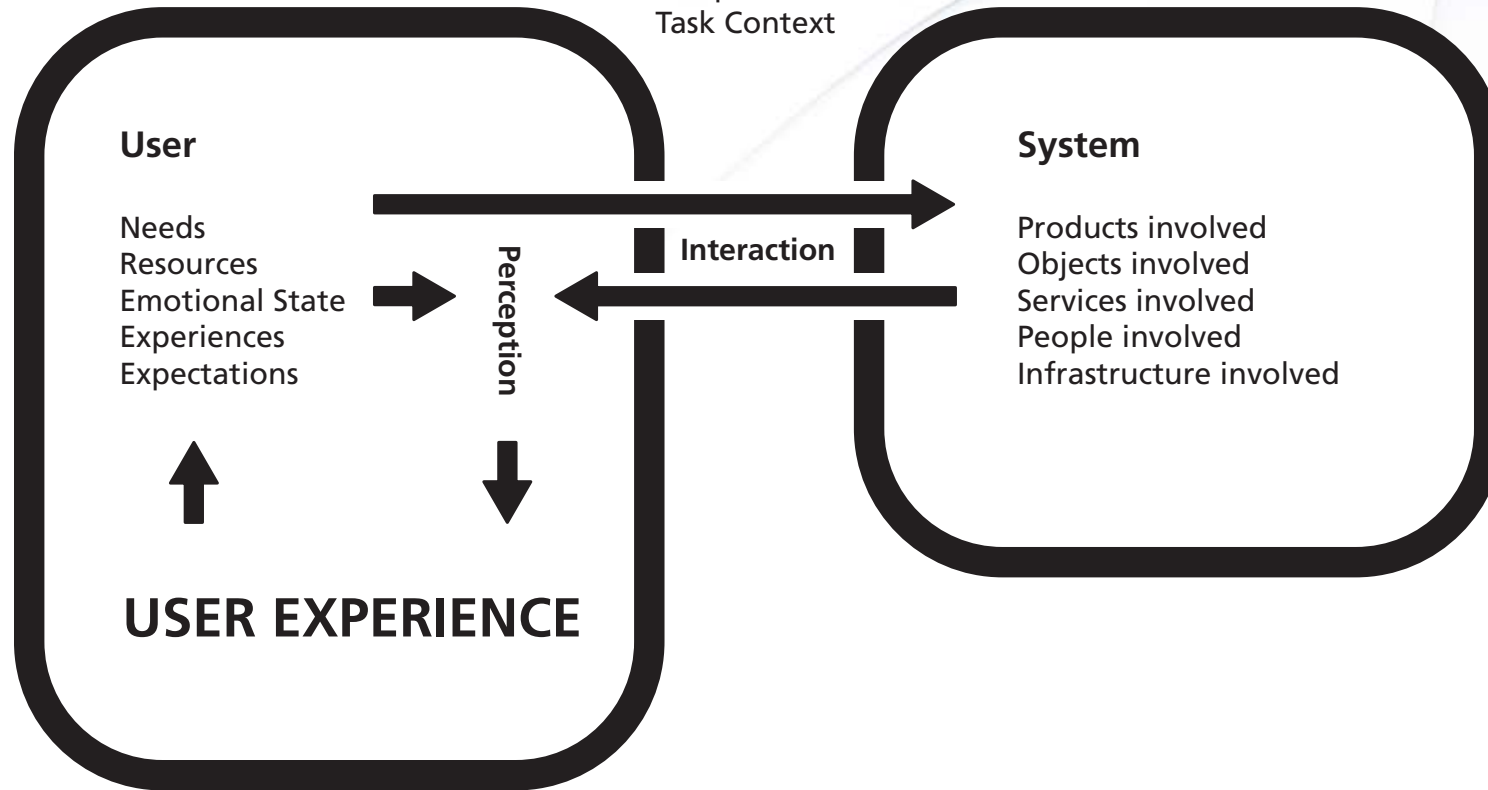 Task Context
User
Needs
Resources
Emotional State
Experiences
Expectations
Perception
USER EXPERIENCE
Interaction
System
Products involved
Objects involved
Services involved
People involved
Infrastructure involved